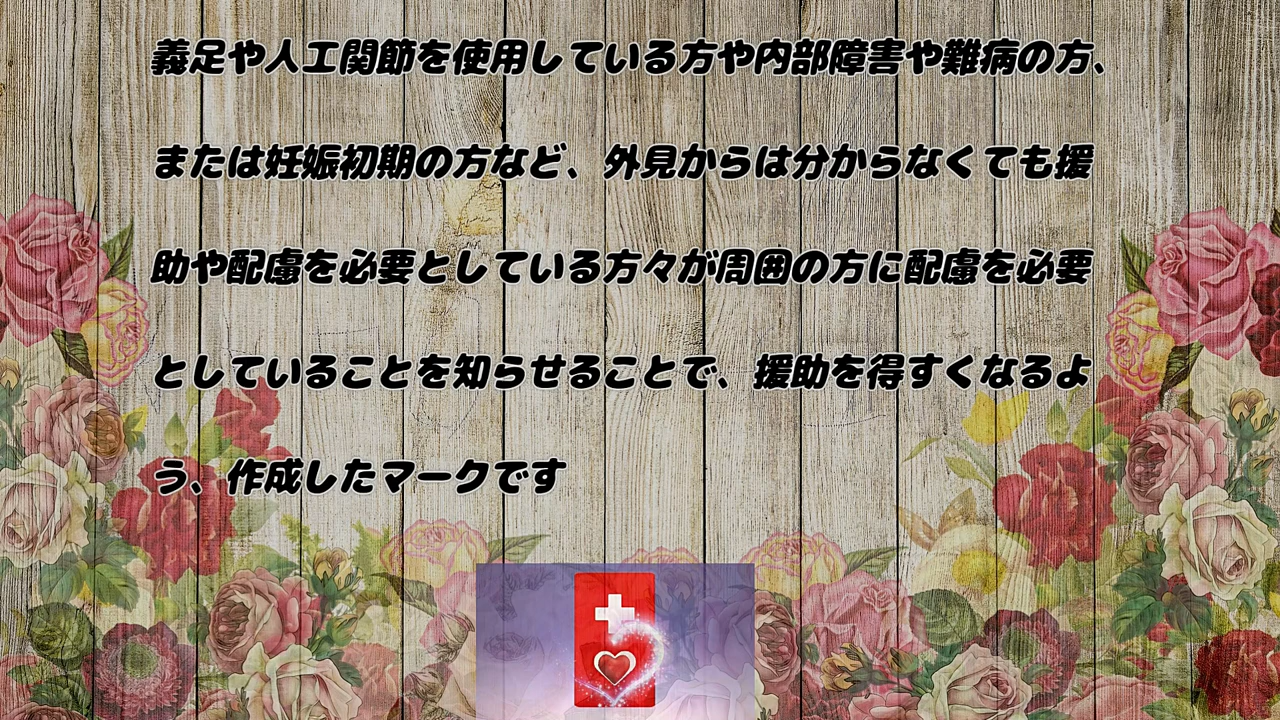 義足や人工関節を使用している方や内部障害や難病の方、
または妊娠初期の方など、外見からは分からなくても援
助や配慮を必要としている方々が周囲の方に配慮を必要
としていることを知らせることで、援助を得すくなるよ
う、作成したマークです